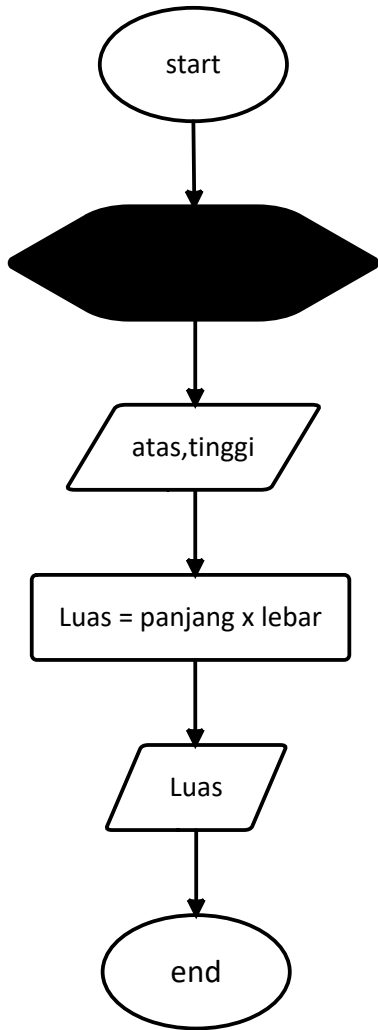 start
atas,tinggi
Luas = panjang x lebar
Luas
end